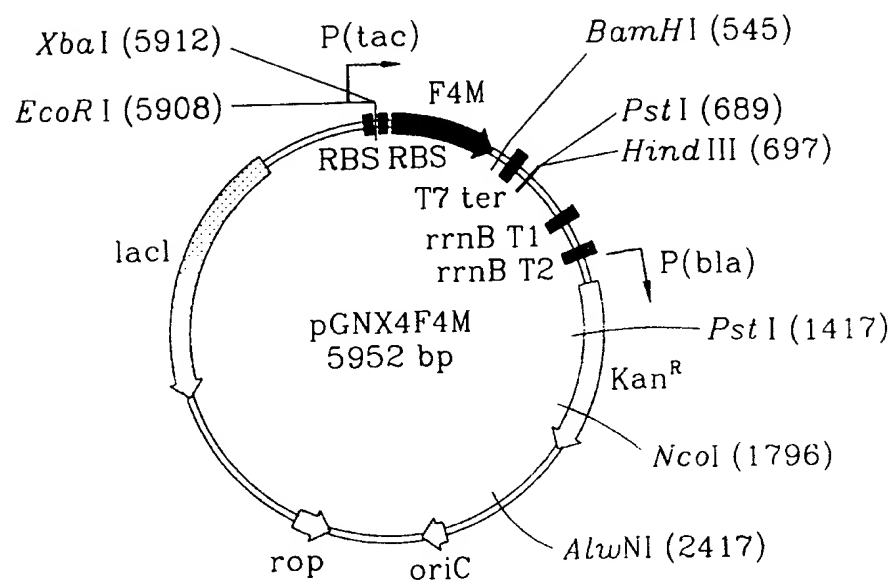 XbaI (5912)
P(tac)
BamHI (545)
EcoRI (5908)
F4M
PstI (689)
RBS RBS
HindIII (697)
T7 ter
rrnB T1
lacI
rrnB T2
P(bla)
pGNX4F4M
5952 bp
PstI (1417)
Kan^R
NcoI (1796)
AlwNI (2417)
rop
oriC